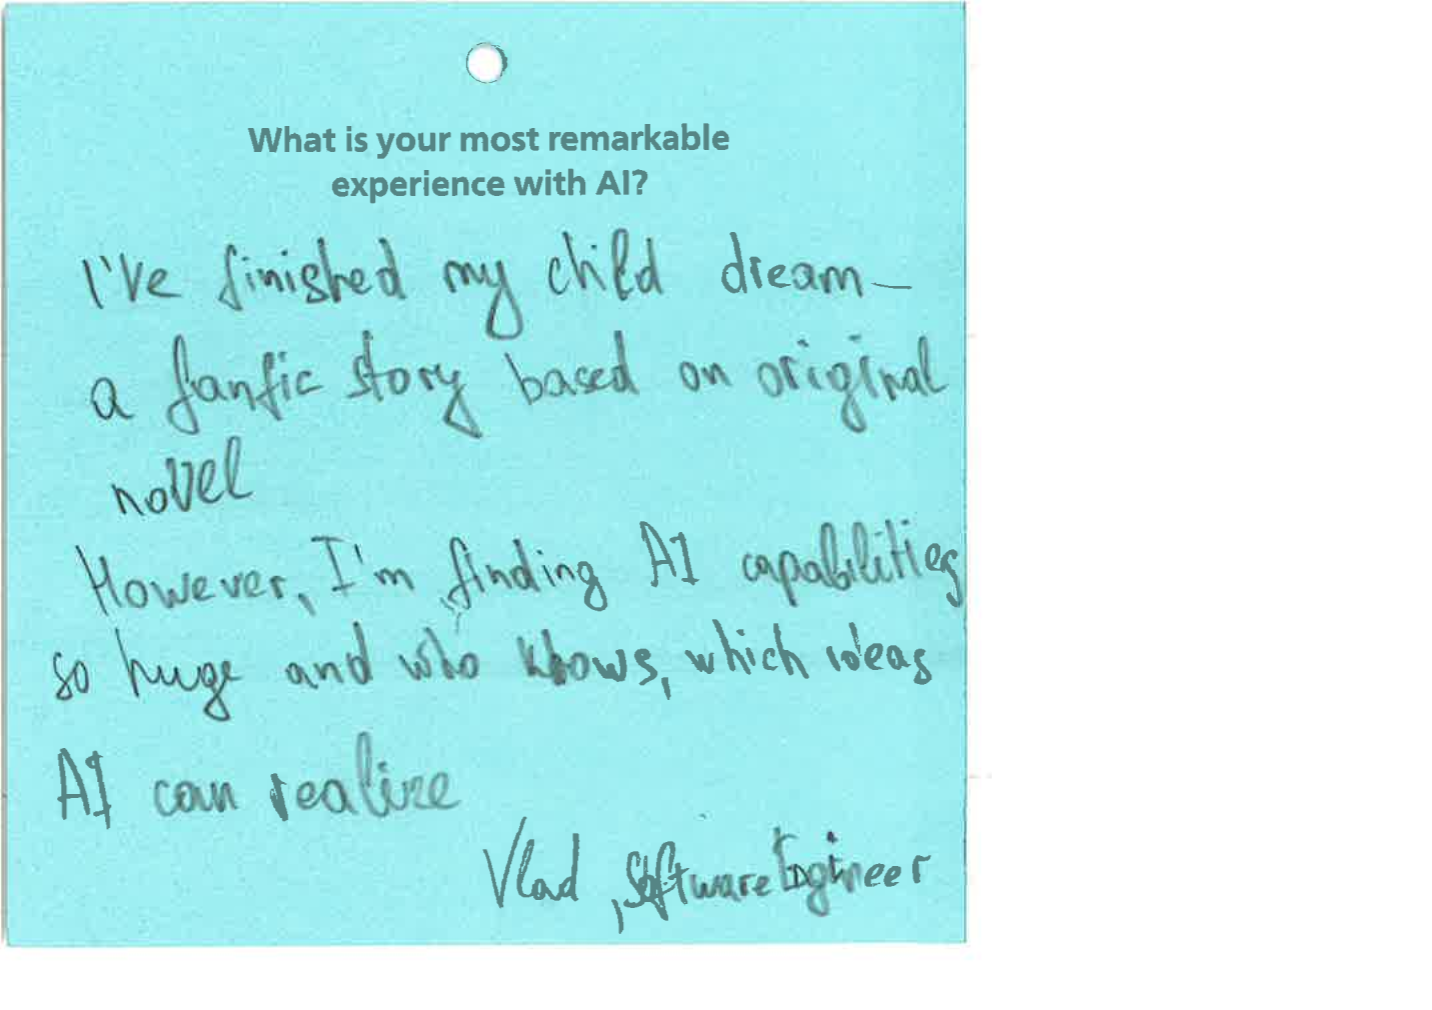 What is your most remarkable
experience with AI?
I've finished my child dream—
a fanfic story based on original
novel
However, I'm finding AI capabilities
so huge and who knows, which ideas
AI can realize
Vlad, Software Engineer